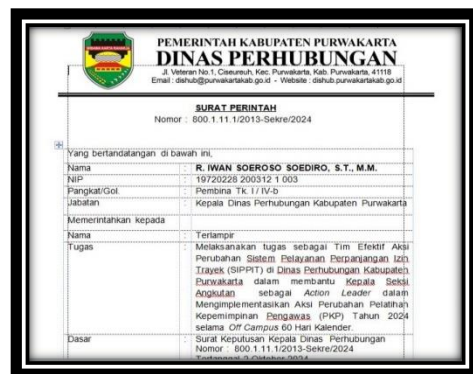 PEMERINTAH KABUPATEN PURWAKARTA
DINAS PERHUBUNGAN
Jl. Veteran No.1, Ciseureuh, Kec. Purwakarta, Kab. Purwakarta, 41118
Email : dishub@purwakartakab.go.id - Website : dishub.purwakartakab.go.id
SURAT PERINTAH
Nomor : 800.1.11.1/2013-Sekre/2024
Yang bertandatangan di bawah ini,
Nama : R. IWAN SOEROSO SOEDIRO, S.T., M.M.
NIP : 19720228 200312 1 003
Pangkat/Gol. : Pembina Tk. I / IV-b
Jabatan : Kepala Dinas Perhubungan Kabupaten Purwakarta
Memerintahkan kepada
Nama : Terlampir
Tugas : Melaksanakan tugas sebagai Tim Efektif Aksi
Perubahan Sistem Pelayanan Perpanjangan Izin
Trayek (SIPPIT) di Dinas Perhubungan Kabupaten
Purwakarta dalam membantu Kepala Seksi
Angkutan sebagai Action Leader dalam
Mengimplementasikan Aksi Perubahan Pelatihan
Kepemimpinan Pengawas (PKP) Tahun 2024
selama Off Campus 60 Hari Kalender.
Dasar : Surat Keputusan Kepala Dinas Perhubungan
Nomor : 800.1.11.1/2013-Sekre/2024
Tertanggal 2 Oktober 2024